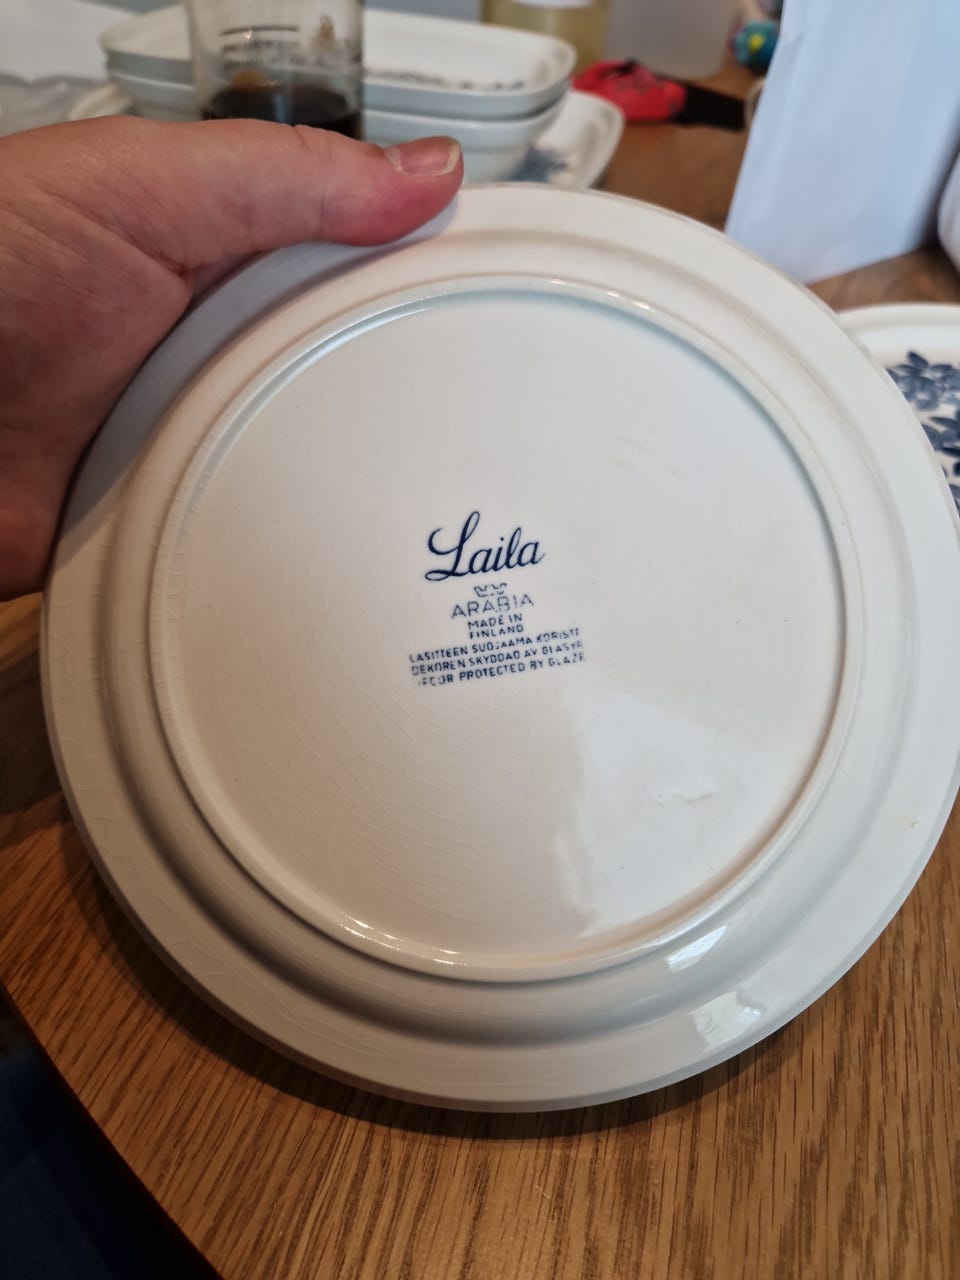 Laila
ARABIA
MADE IN
FINLAND
LASITTEEN SUOJAAMA KORISTE
DEKOREN SKYDDAD AV GLASYR
DECOR PROTECTED BY GLAZE